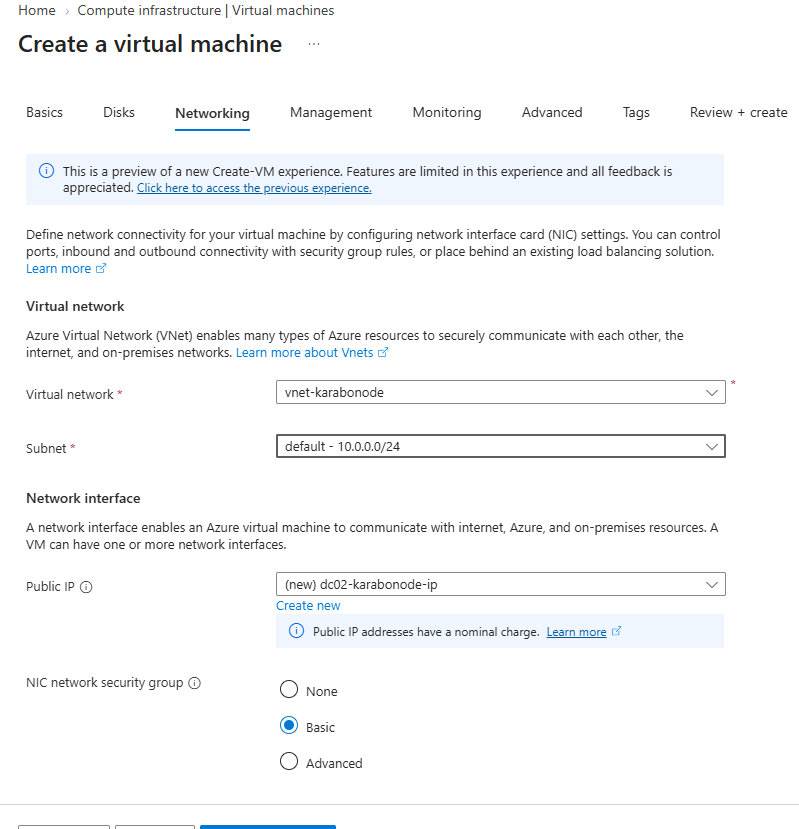 Home › Compute infrastructure | Virtual machines
Create a virtual machine ...
Basics Disks Networking Management Monitoring Advanced Tags Review + create
This is a preview of a new Create-VM experience. Features are limited in this experience and all feedback is
appreciated. Click here to access the previous experience.
Define network connectivity for your virtual machine by configuring network interface card (NIC) settings. You can control
ports, inbound and outbound connectivity with security group rules, or place behind an existing load balancing solution.
Learn more
Virtual network
Azure Virtual Network (VNet) enables many types of Azure resources to securely communicate with each other, the
internet, and on-premises networks. Learn more about Vnets
Virtual network * vnet-karabonode *
Subnet * default - 10.0.0.0/24
Network interface
A network interface enables an Azure virtual machine to communicate with internet, Azure, and on-premises resources. A
VM can have one or more network interfaces.
Public IP (new) dc02-karabonode-ip
Create new
Public IP addresses have a nominal charge. Learn more
NIC network security group
None
Basic
Advanced